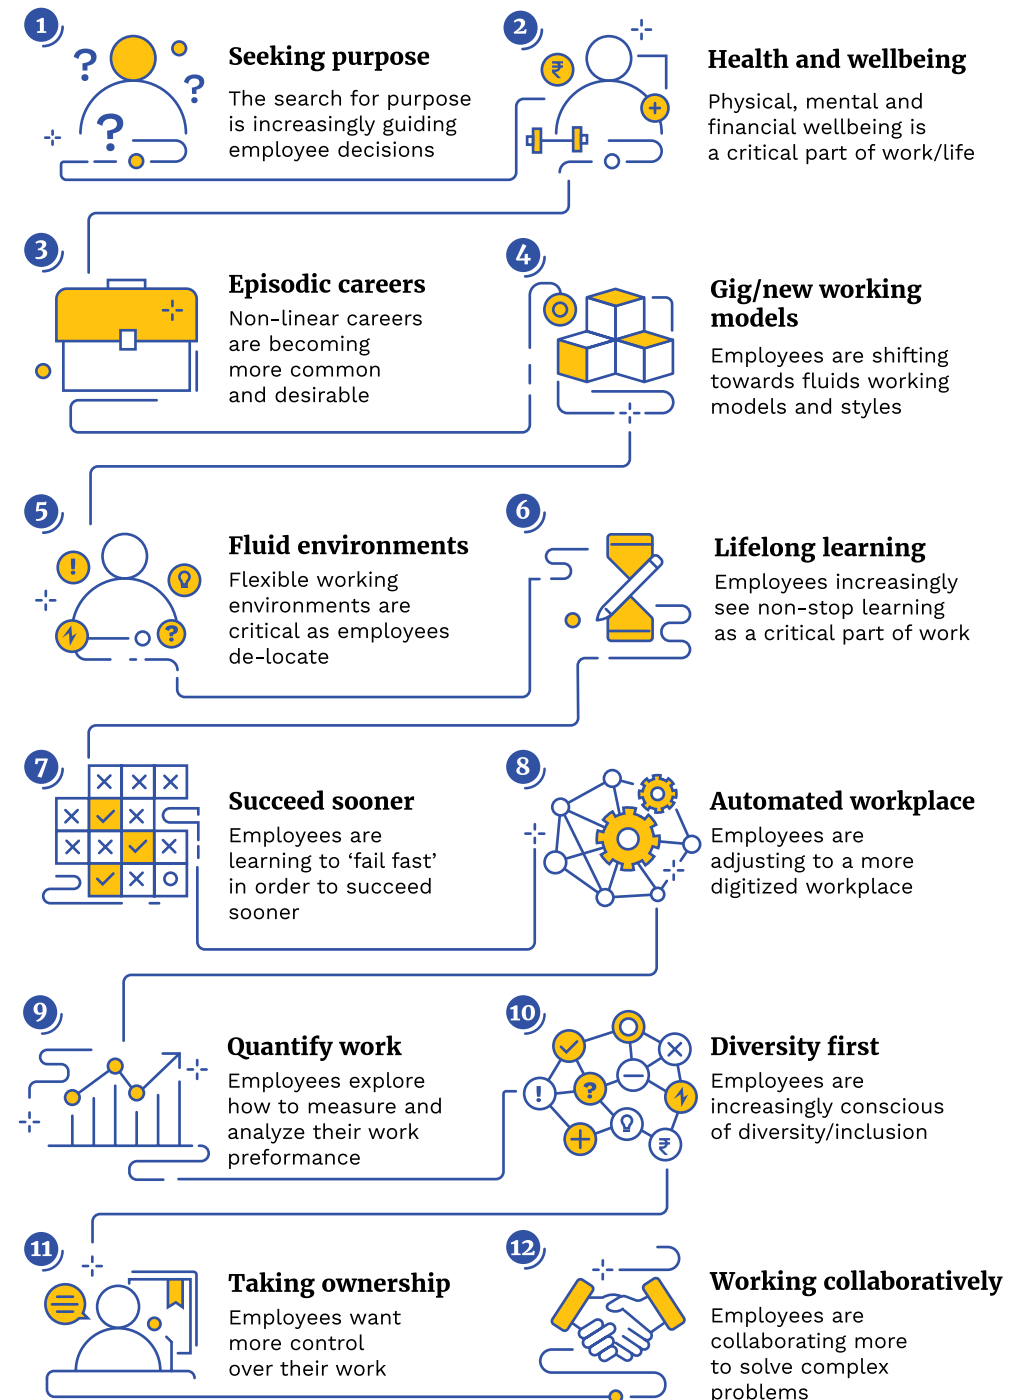 1
Seeking purpose
The search for purpose
is increasingly guiding
employee decisions
?
?
?
2
Health and wellbeing
Physical, mental and
financial wellbeing is
a critical part of work/life
₹
3
Episodic careers
Non-linear careers
are becoming
more common
and desirable
4
Gig/new working
models
Employees are shifting
towards fluids working
models and styles
5
Fluid environments
Flexible working
environments are
critical as employees
de-locate
!
?
6
Lifelong learning
Employees increasingly
see non-stop learning
as a critical part of work
7
Succeed sooner
Employees are
learning to ‘fail fast’
in order to succeed
sooner
8
Automated workplace
Employees are
adjusting to a more
digitized workplace
9
Quantify work
Employees explore
how to measure and
analyze their work
preformance
10
Diversity first
Employees are
increasingly conscious
of diversity/inclusion
!
?
₹
11
Taking ownership
Employees want
more control
over their work
12
Working collaboratively
Employees are
collaborating more
to solve complex
problems